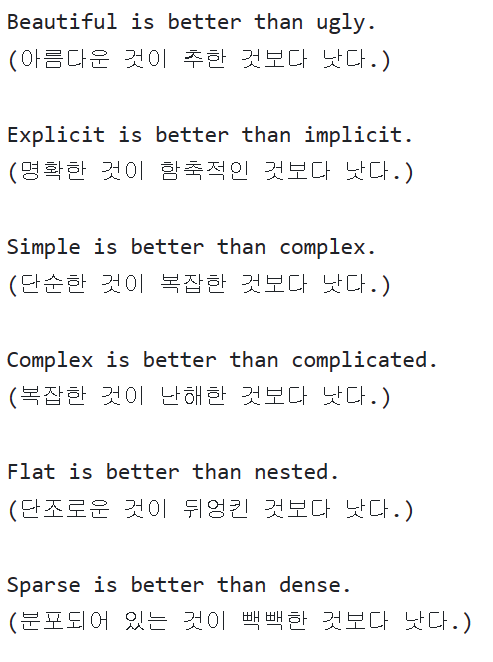 Beautiful is better than ugly.
(아름다운 것이 추한 것보다 낫다.)
Explicit is better than implicit.
(명확한 것이 함축적인 것보다 낫다.)
Simple is better than complex.
(단순한 것이 복잡한 것보다 낫다.)
Complex is better than complicated.
(복잡한 것이 난해한 것보다 낫다.)
Flat is better than nested.
(단조로운 것이 뒤엉킨 것보다 낫다.)
Sparse is better than dense.
(분포되어 있는 것이 빽빽한 것보다 낫다.)